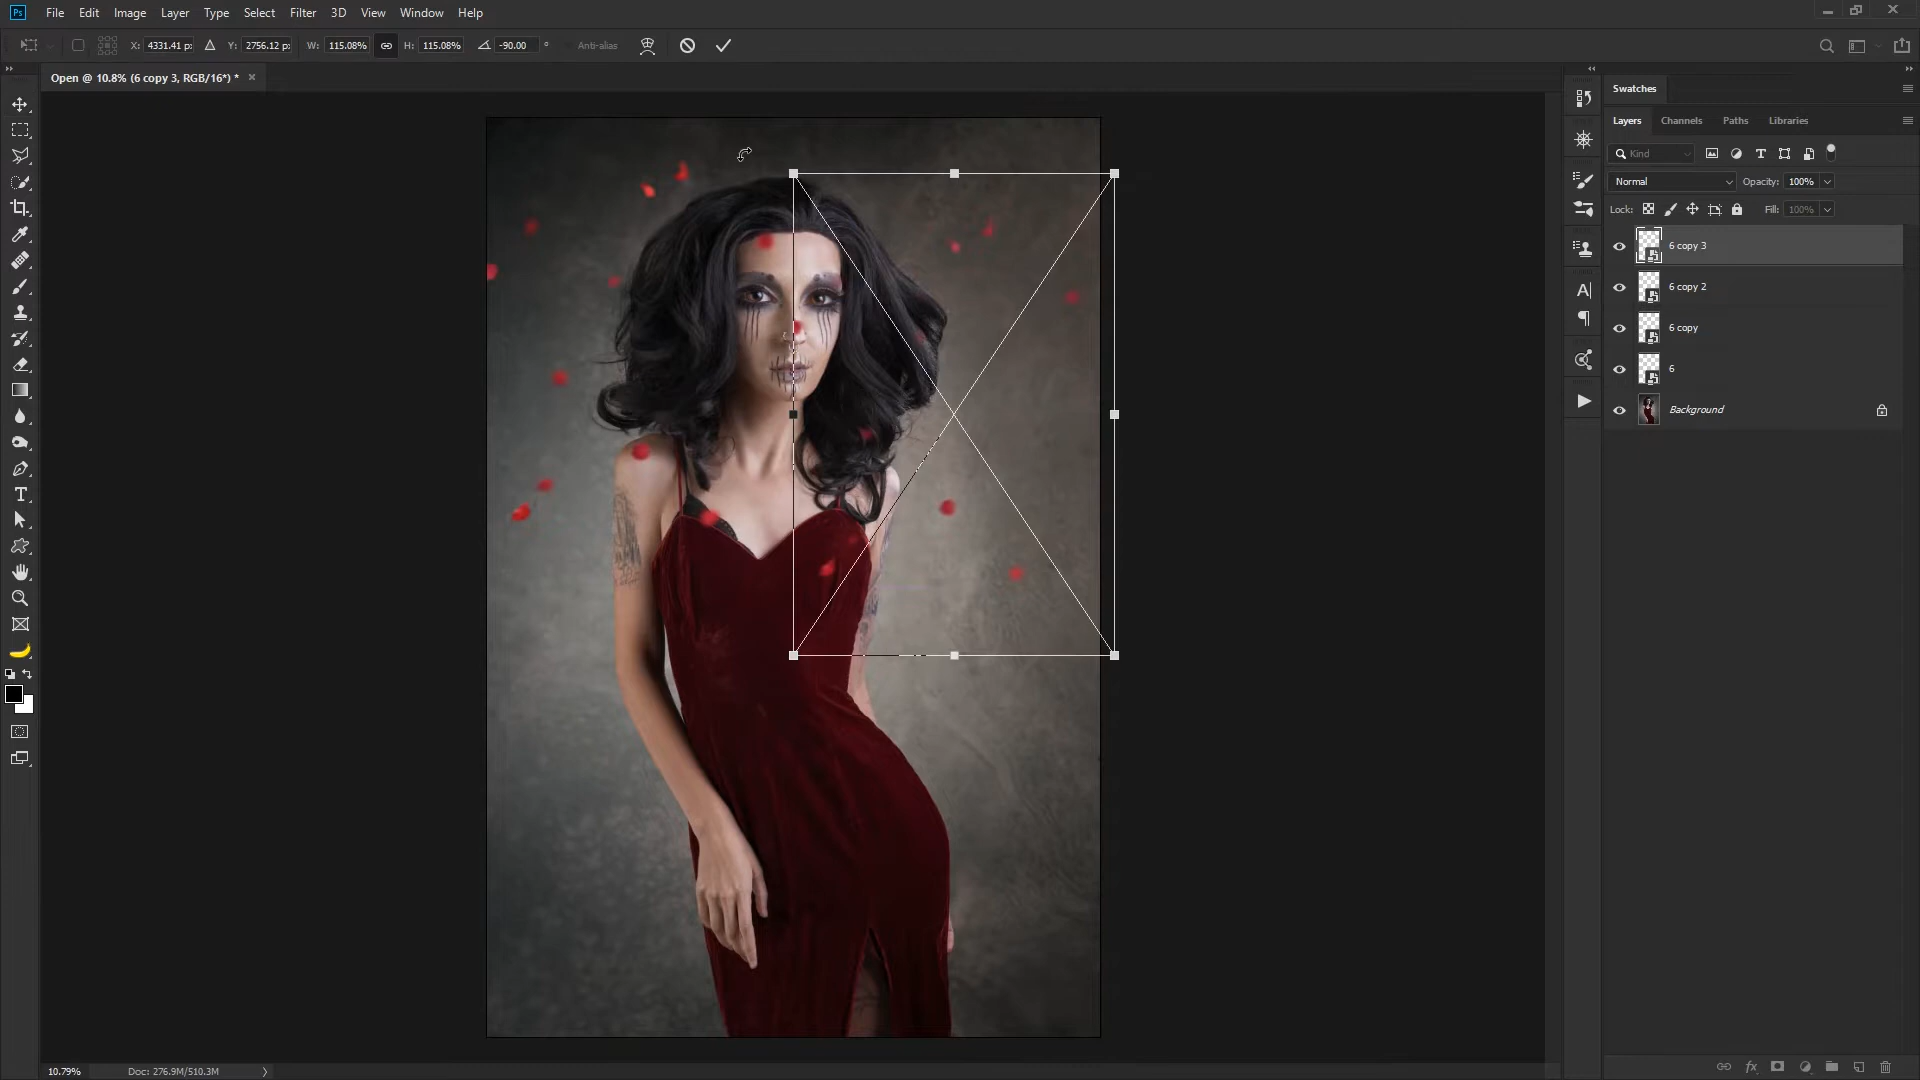 Ps File Edit Image Layer Type Select Filter 3D View Window Help
X: 4331.41 p: Y: 2756.12 p: W: 115.08% H: 115.08% -90.00 ° Anti-alias
Open @ 10.8% (6 copy 3, RGB/16*) * ×
Swatches
Layers Channels Paths Libraries
Kind
Normal Opacity: 100%
Lock: Fill: 100%
6 copy 3
6 copy 2
6 copy
6
Background
10.79% Doc: 276.9M/510.3M